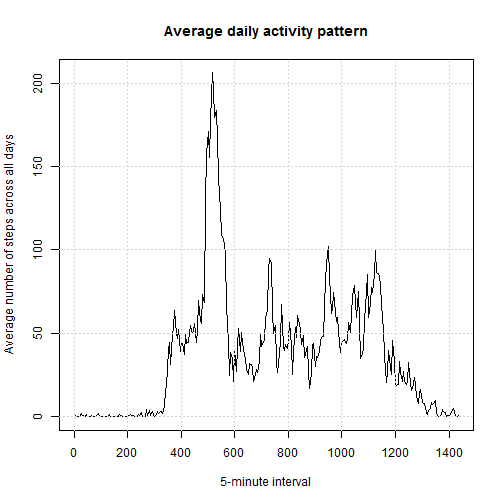 Average daily activity pattern
Average number of steps across all days
200
150
100
50
0
0 200 400 600 800 1000 1200 1400
5-minute interval